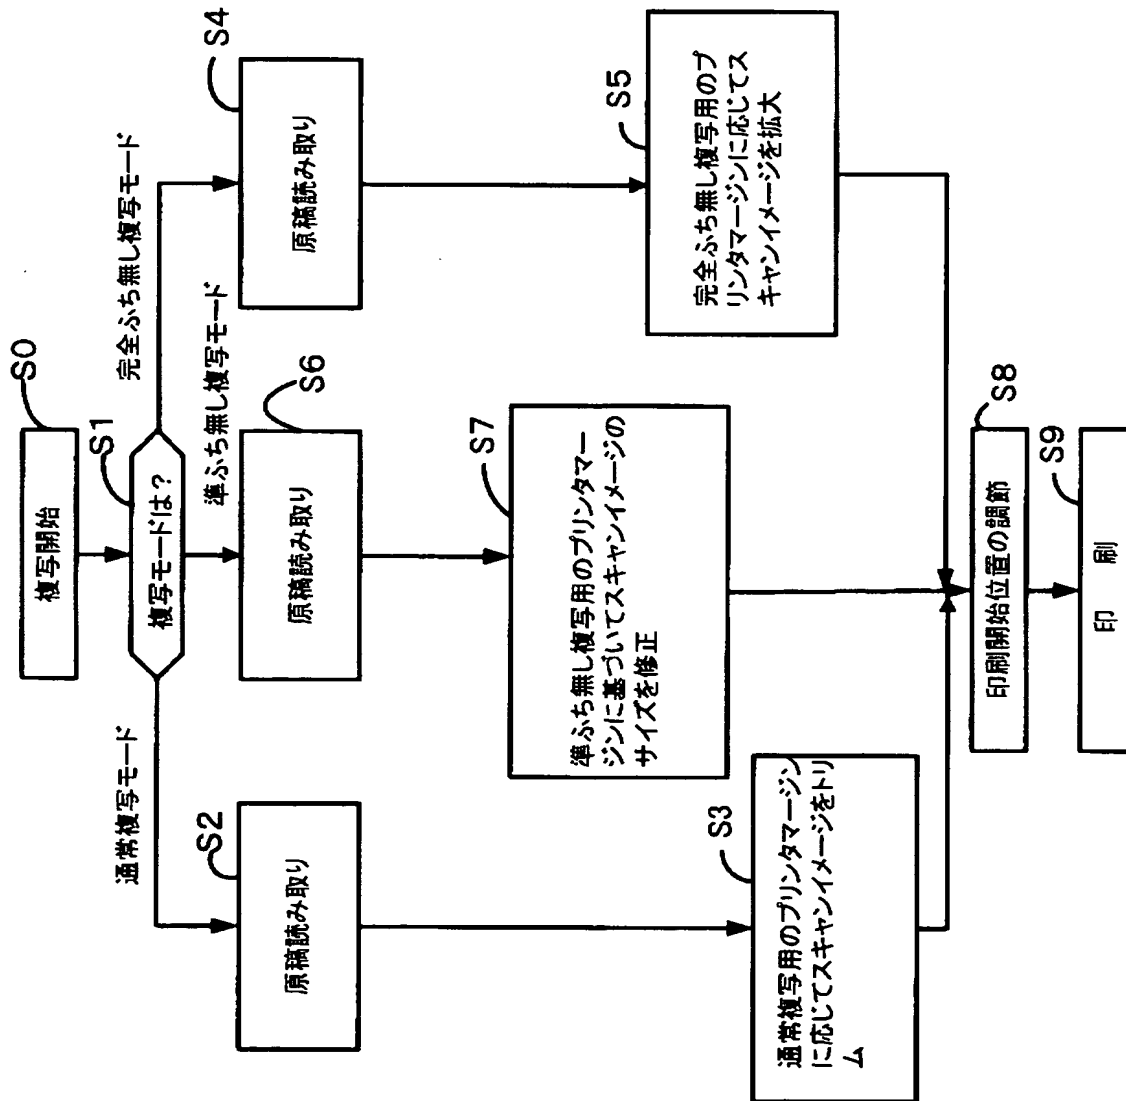 S0
複写開始
S1
複写モードは?
通常複写モード
準ふち無し複写モード
完全ふち無し複写モード
S2
原稿読み取り
S6
原稿読み取り
S4
原稿読み取り
S3
通常複写用のプリンタマージン
に応じてスキャンイメージをトリ
ム
S7
準ふち無し複写用のプリンタマー
ジンに基づいてスキャンイメージの
サイズを修正
S5
完全ふち無し複写用のプ
リンタマージンに応じてス
キャンイメージを拡大
S8
印刷開始位置の調節
S9
印 刷